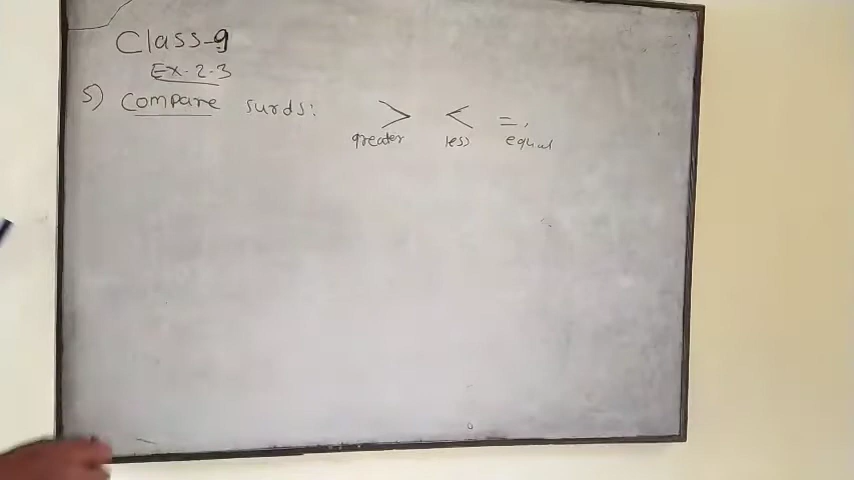 Class-9
Ex-2-3
5) Compare surds: > < =,
greater less equal